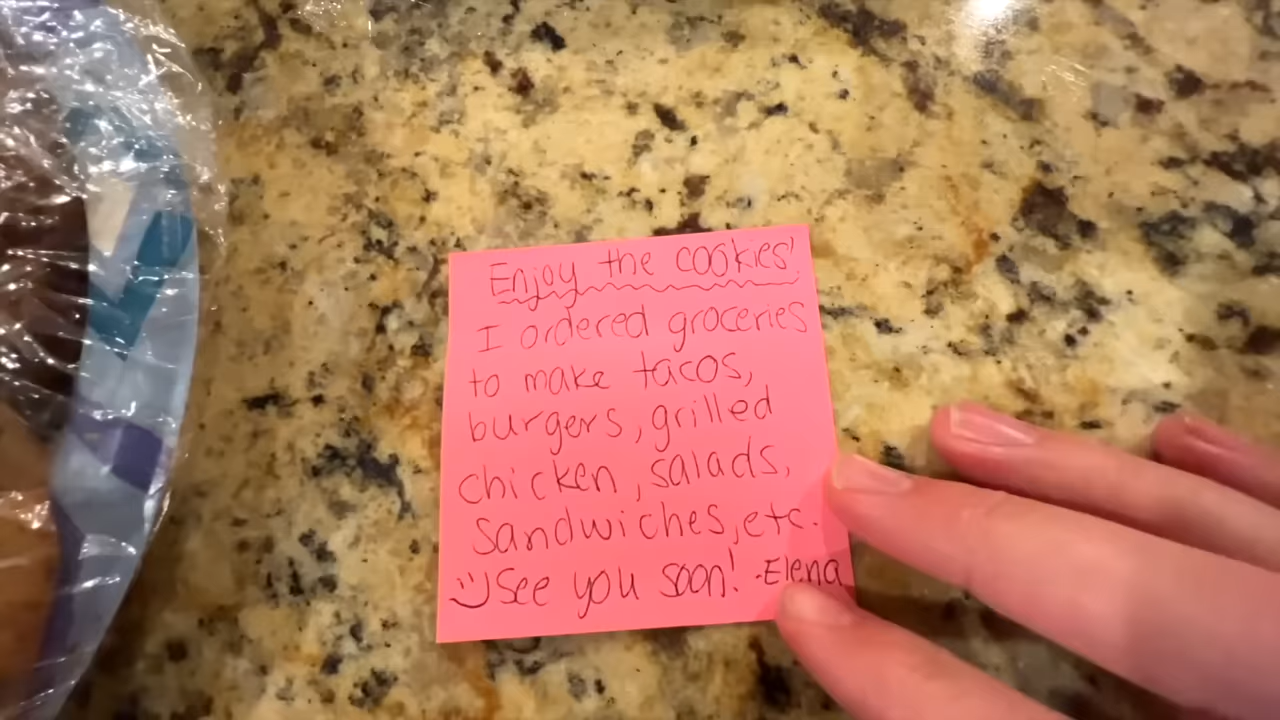 Enjoy the cookies!
I ordered groceries
to make tacos,
burgers, grilled
chicken, salads,
sandwiches, etc.
:) See you soon! -Elena